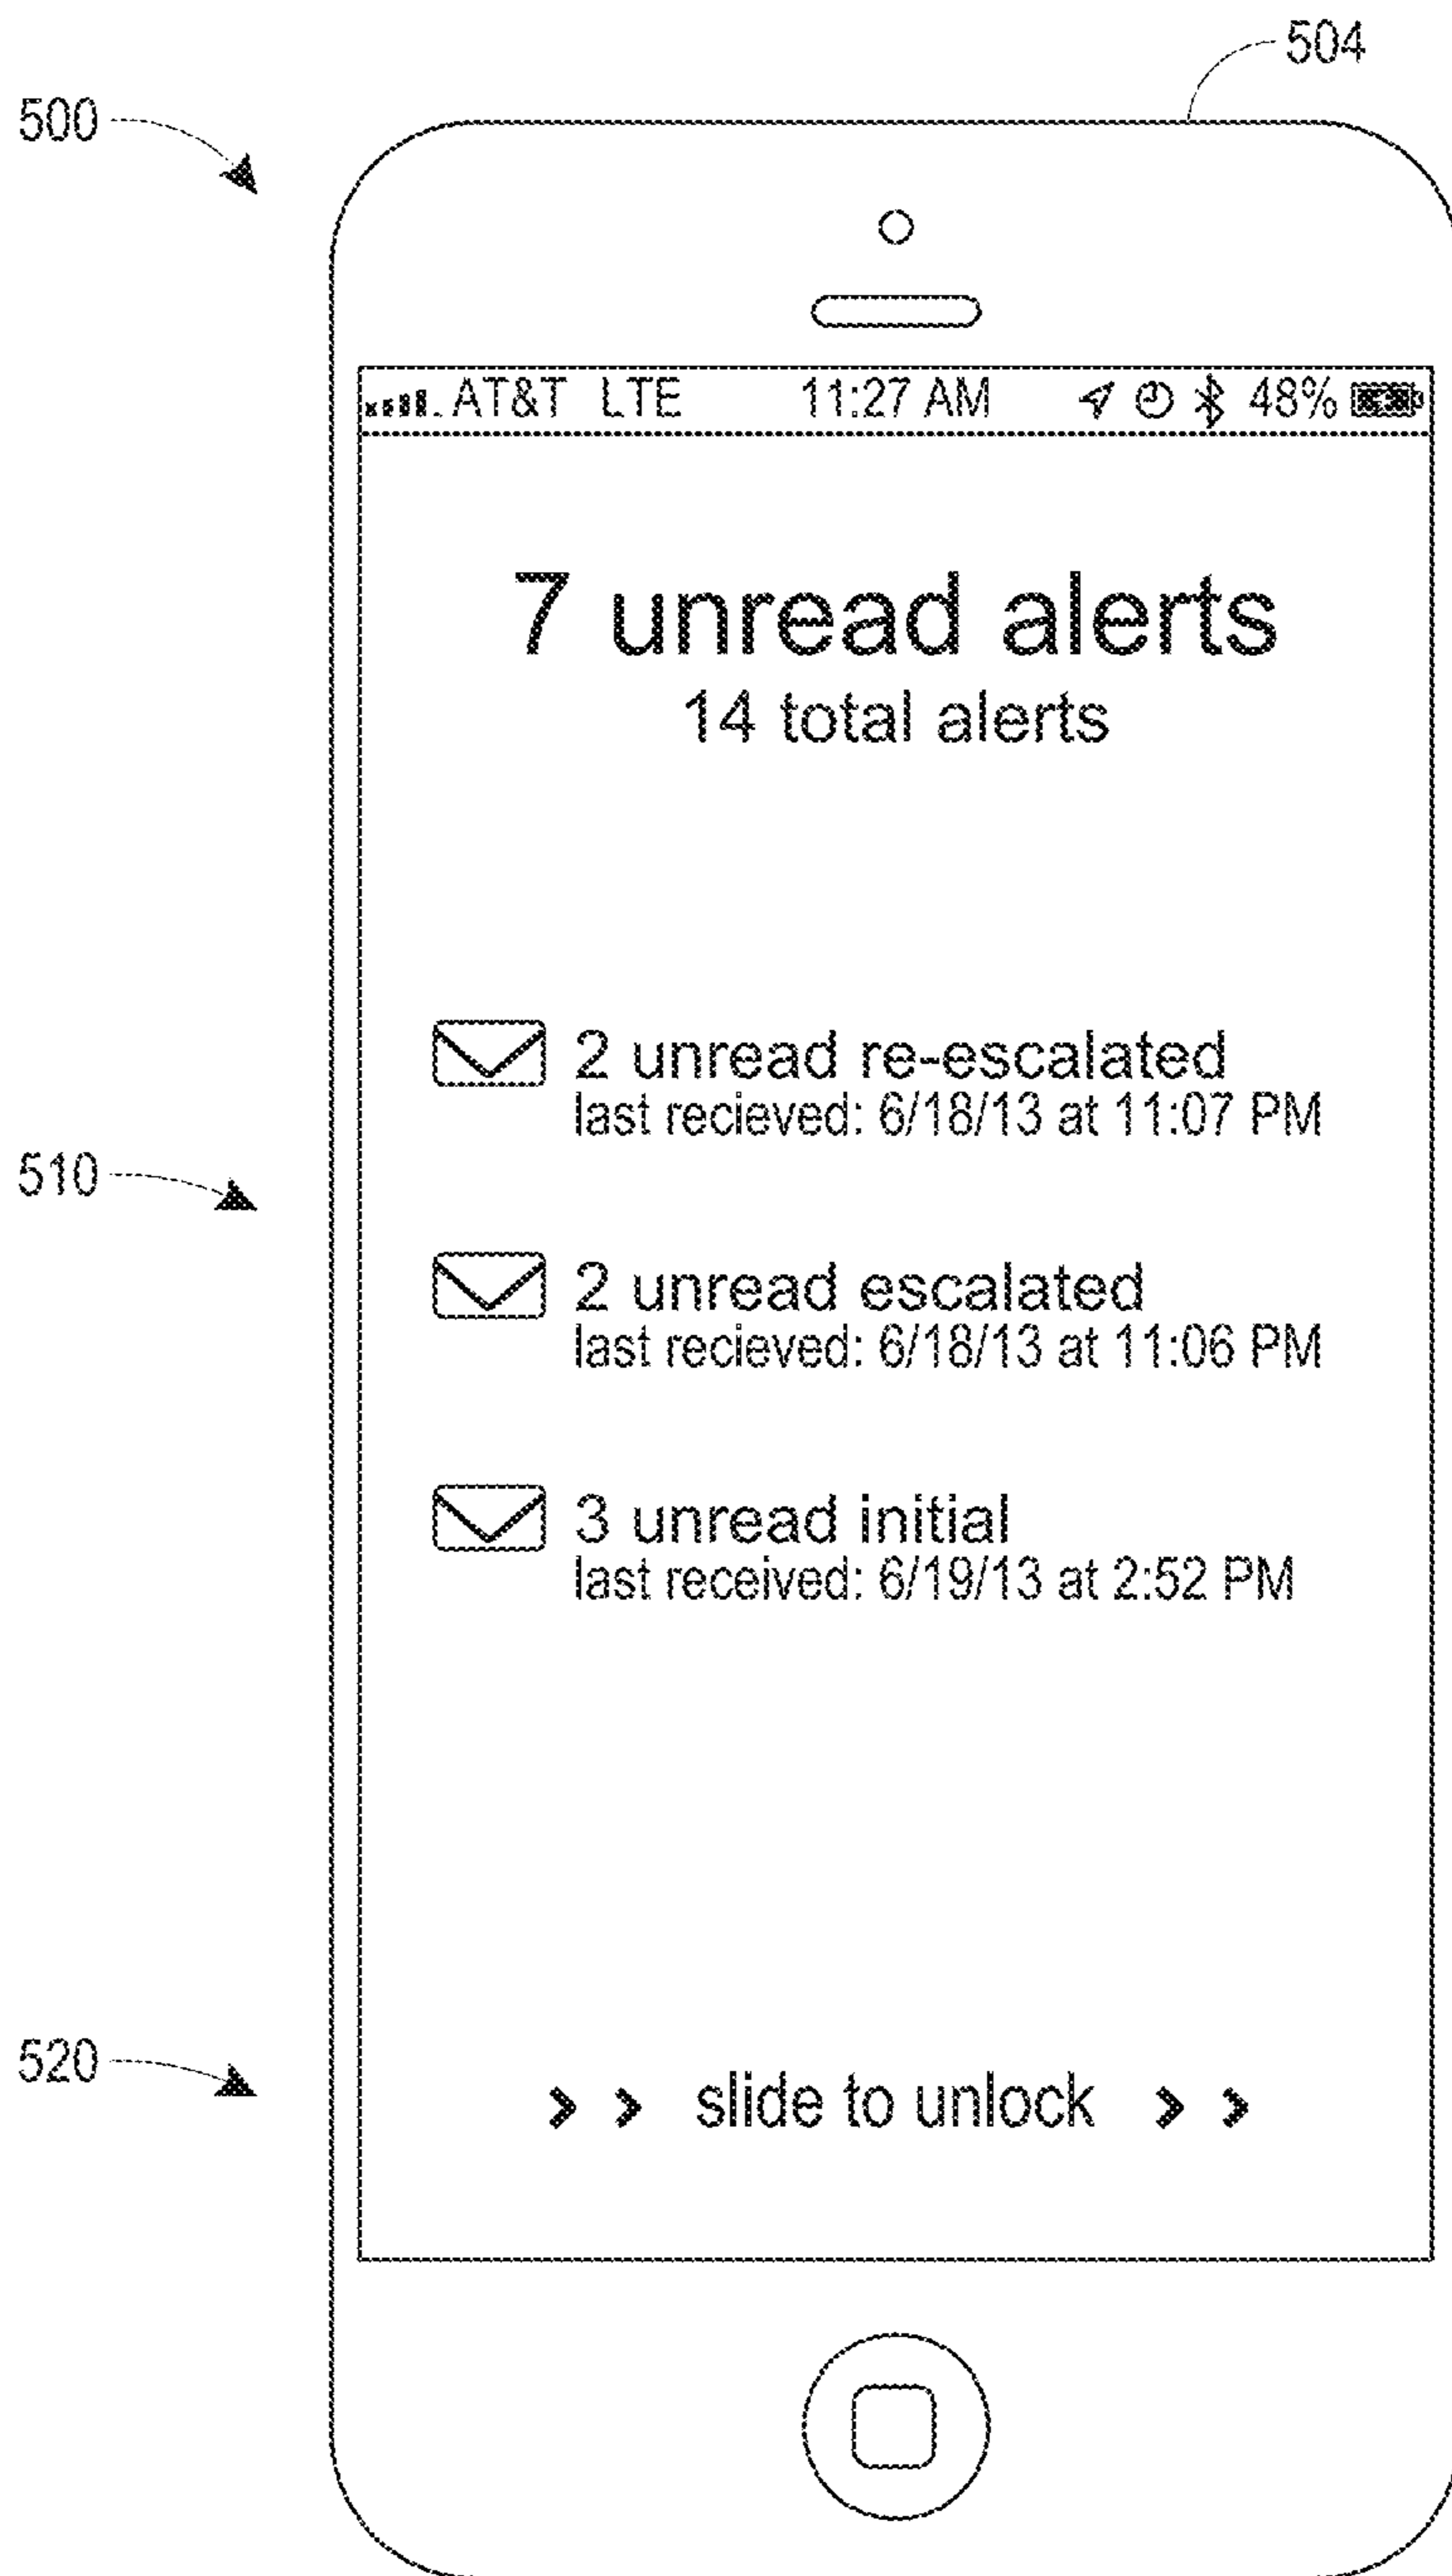 504
500
AT&T LTE 11:27 AM 48%
7 unread alerts
14 total alerts
2 unread re-escalated
last recieved: 6/18/13 at 11:07 PM
510
2 unread escalated
last recieved: 6/18/13 at 11:06 PM
3 unread initial
last received: 6/19/13 at 2:52 PM
520
> > slide to unlock > >